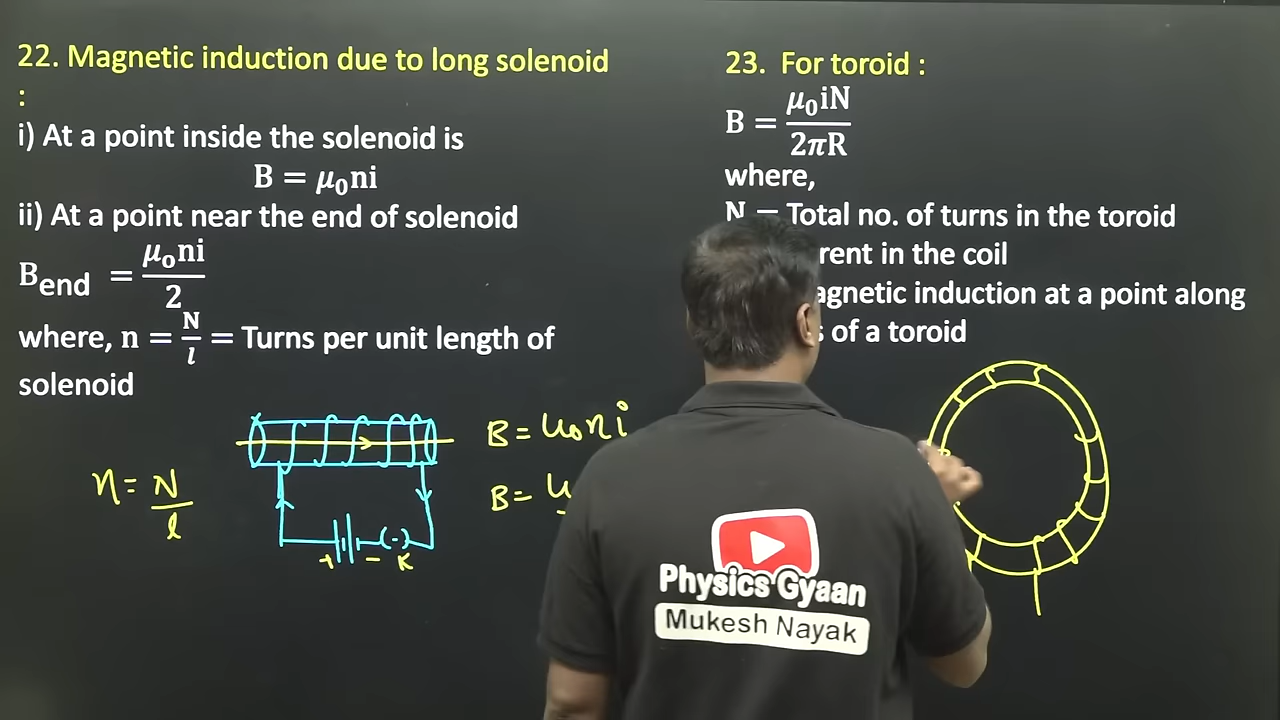 22. Magnetic induction due to long solenoid
:
i) At a point inside the solenoid is
B = μ₀ni
ii) At a point near the end of solenoid
B_end = μ₀ni/2
where, n = N/l = Turns per unit length of
solenoid
n = N/l
+ - K
B = μ₀ni
B = μ
23. For toroid :
B = μ₀iN/2πR
where,
N = Total no. of turns in the toroid
rent in the coil
agnetic induction at a point along
s of a toroid
Physics Gyaan
Mukesh Nayak